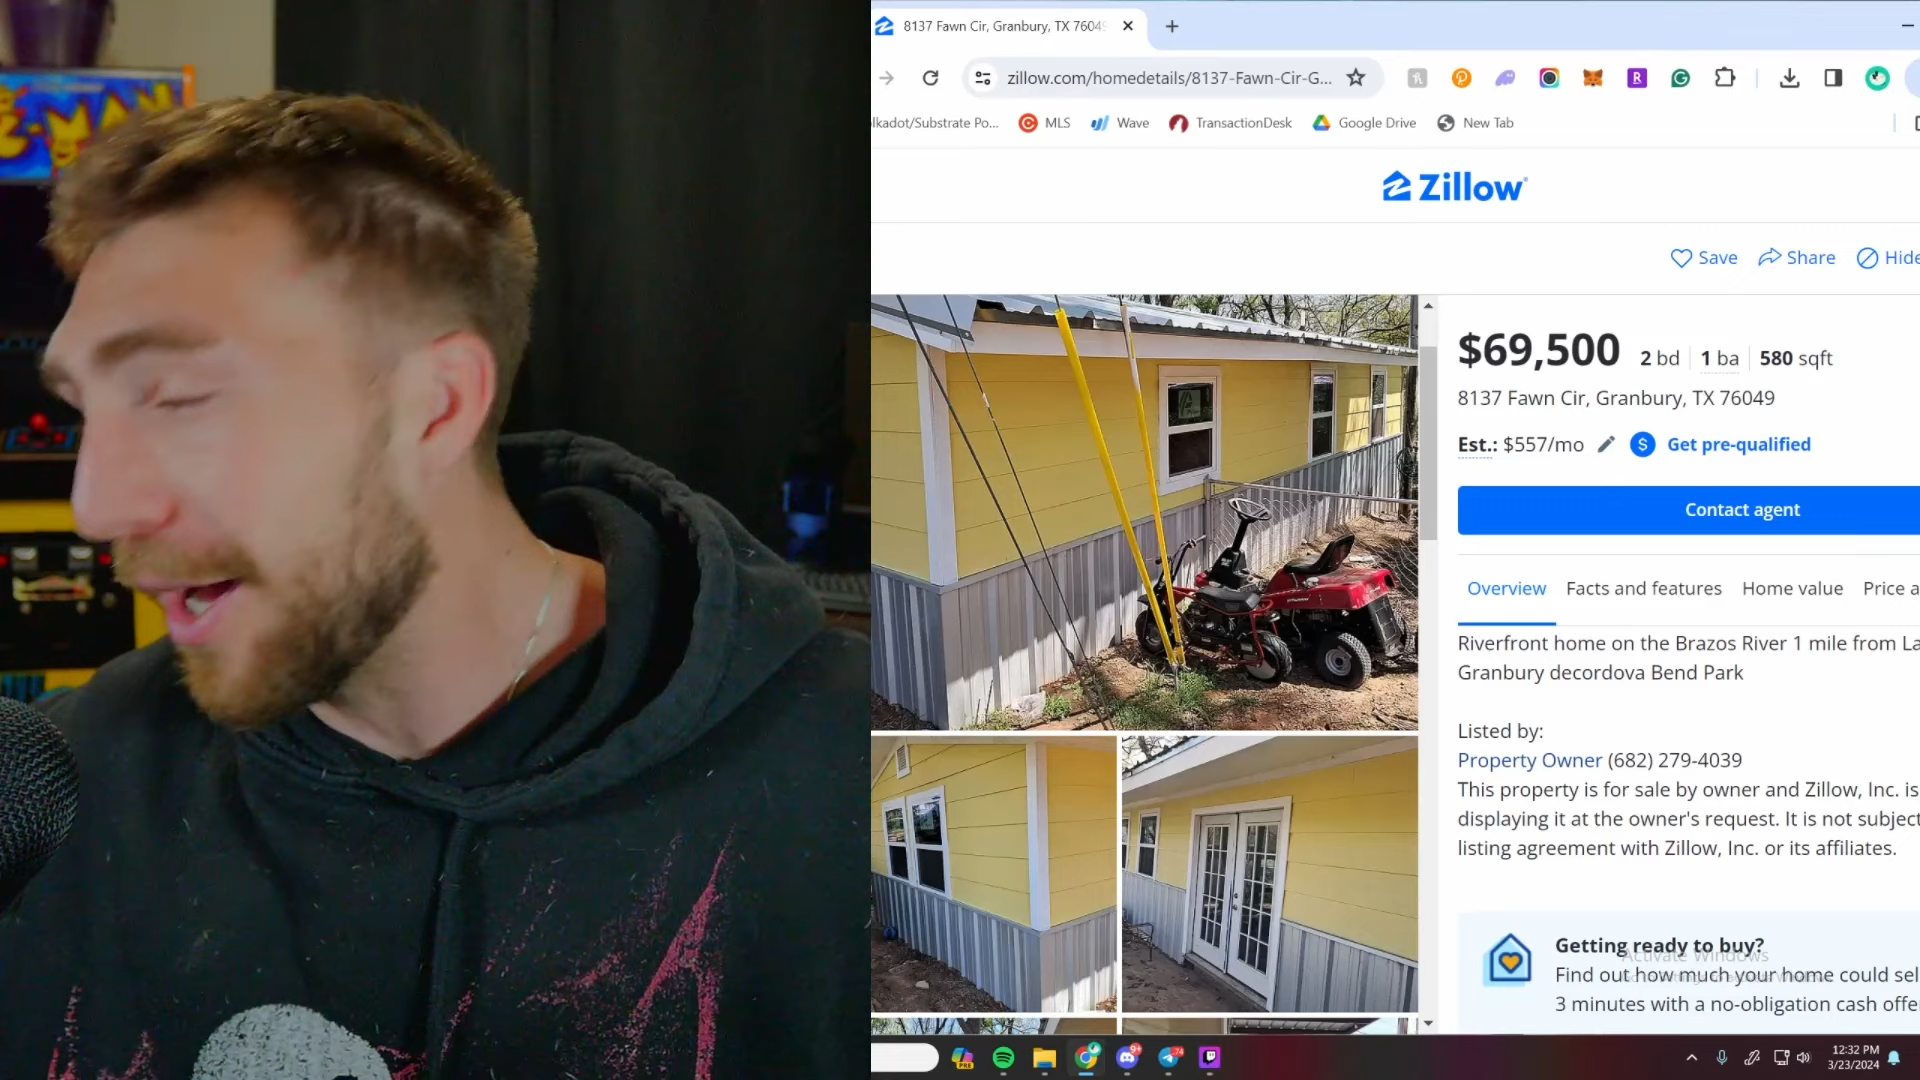 C-MAN
8137 Fawn Cir, Granbury, TX 7604
zillow.com/homedetails/8137-Fawn-Cir-G...
lkadot/Substrate Po...
MLS
Wave
TransactionDesk
Google Drive
New Tab
Zillow
Save
Share
Hide
$69,500 2 bd 1 ba 580 sqft
8137 Fawn Cir, Granbury, TX 76049
Est.: $557/mo $ Get pre-qualified
Contact agent
Overview Facts and features Home value Price a
Riverfront home on the Brazos River 1 mile from La
Granbury decordova Bend Park
Listed by:
Property Owner (682) 279-4039
This property is for sale by owner and Zillow, Inc. is
displaying it at the owner's request. It is not subject
listing agreement with Zillow, Inc. or its affiliates.
Getting ready to buy?
Activate Windows
Find out how much your home could sel
3 minutes with a no-obligation cash offe
PRE
9+
74
12:32 PM
3/23/2024